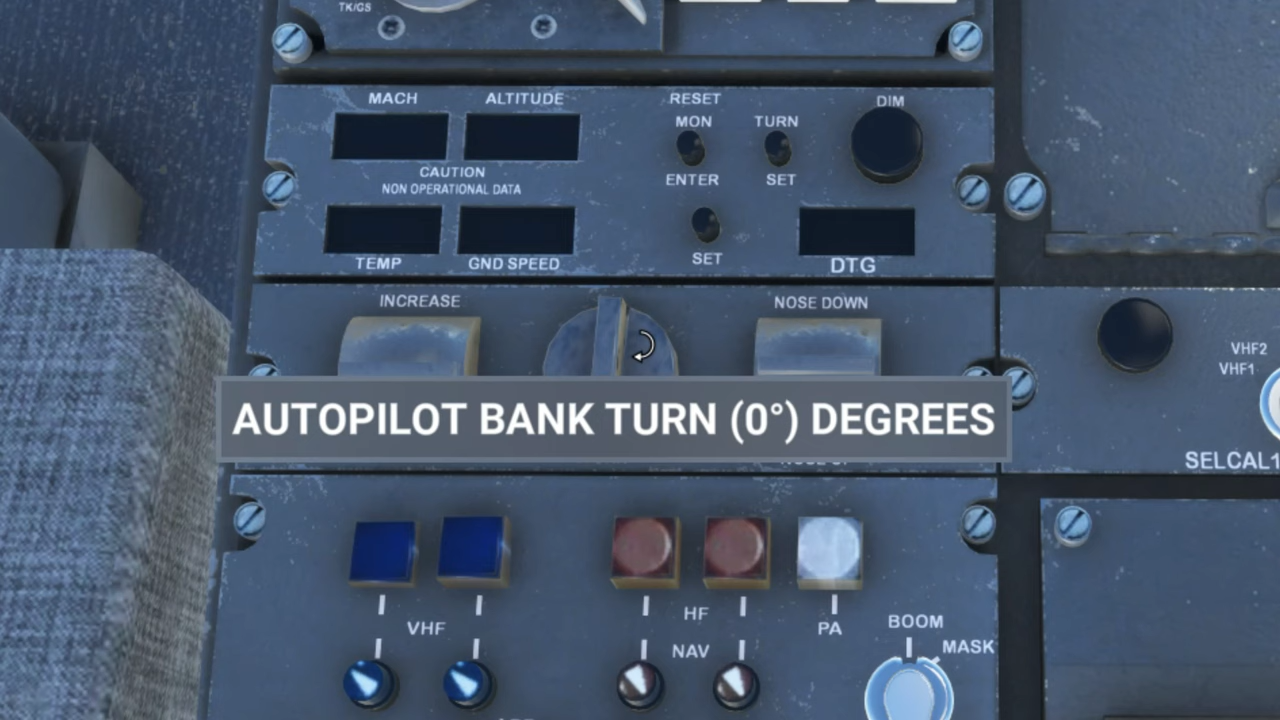 TK/GS
MACH ALTITUDE RESET DIM
MON TURN
CAUTION
NON OPERATIONAL DATA
ENTER SET
TEMP GND SPEED SET DTG
INCREASE NOSE DOWN
VHF2
VHF1
AUTOPILOT BANK TURN (0°) DEGREES
SELCAL1
VHF HF PA BOOM
NAV MASK